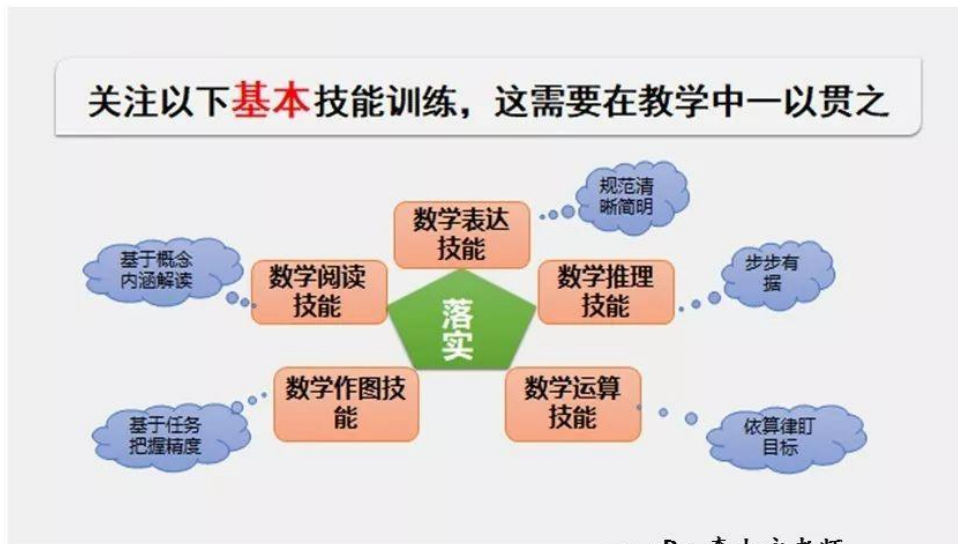 关注以下基本技能训练，这需要在教学中一以贯之
规范清
晰简明
数学表达
技能
基于概念
内涵解读
数学阅读
技能
数学推理
技能
步步有
据
落
实
数学作图技
能
数学运算
技能
基于任务
把握精度
依算律盯
目标